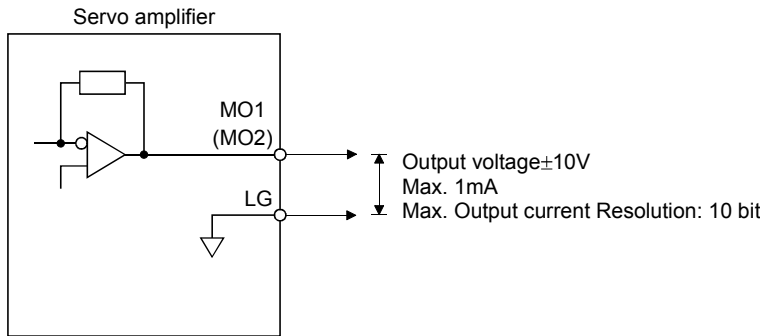 Servo amplifier
MO1
(MO2)
LG
Output voltage±10V
Max. 1mA
Max. Output current Resolution: 10 bit